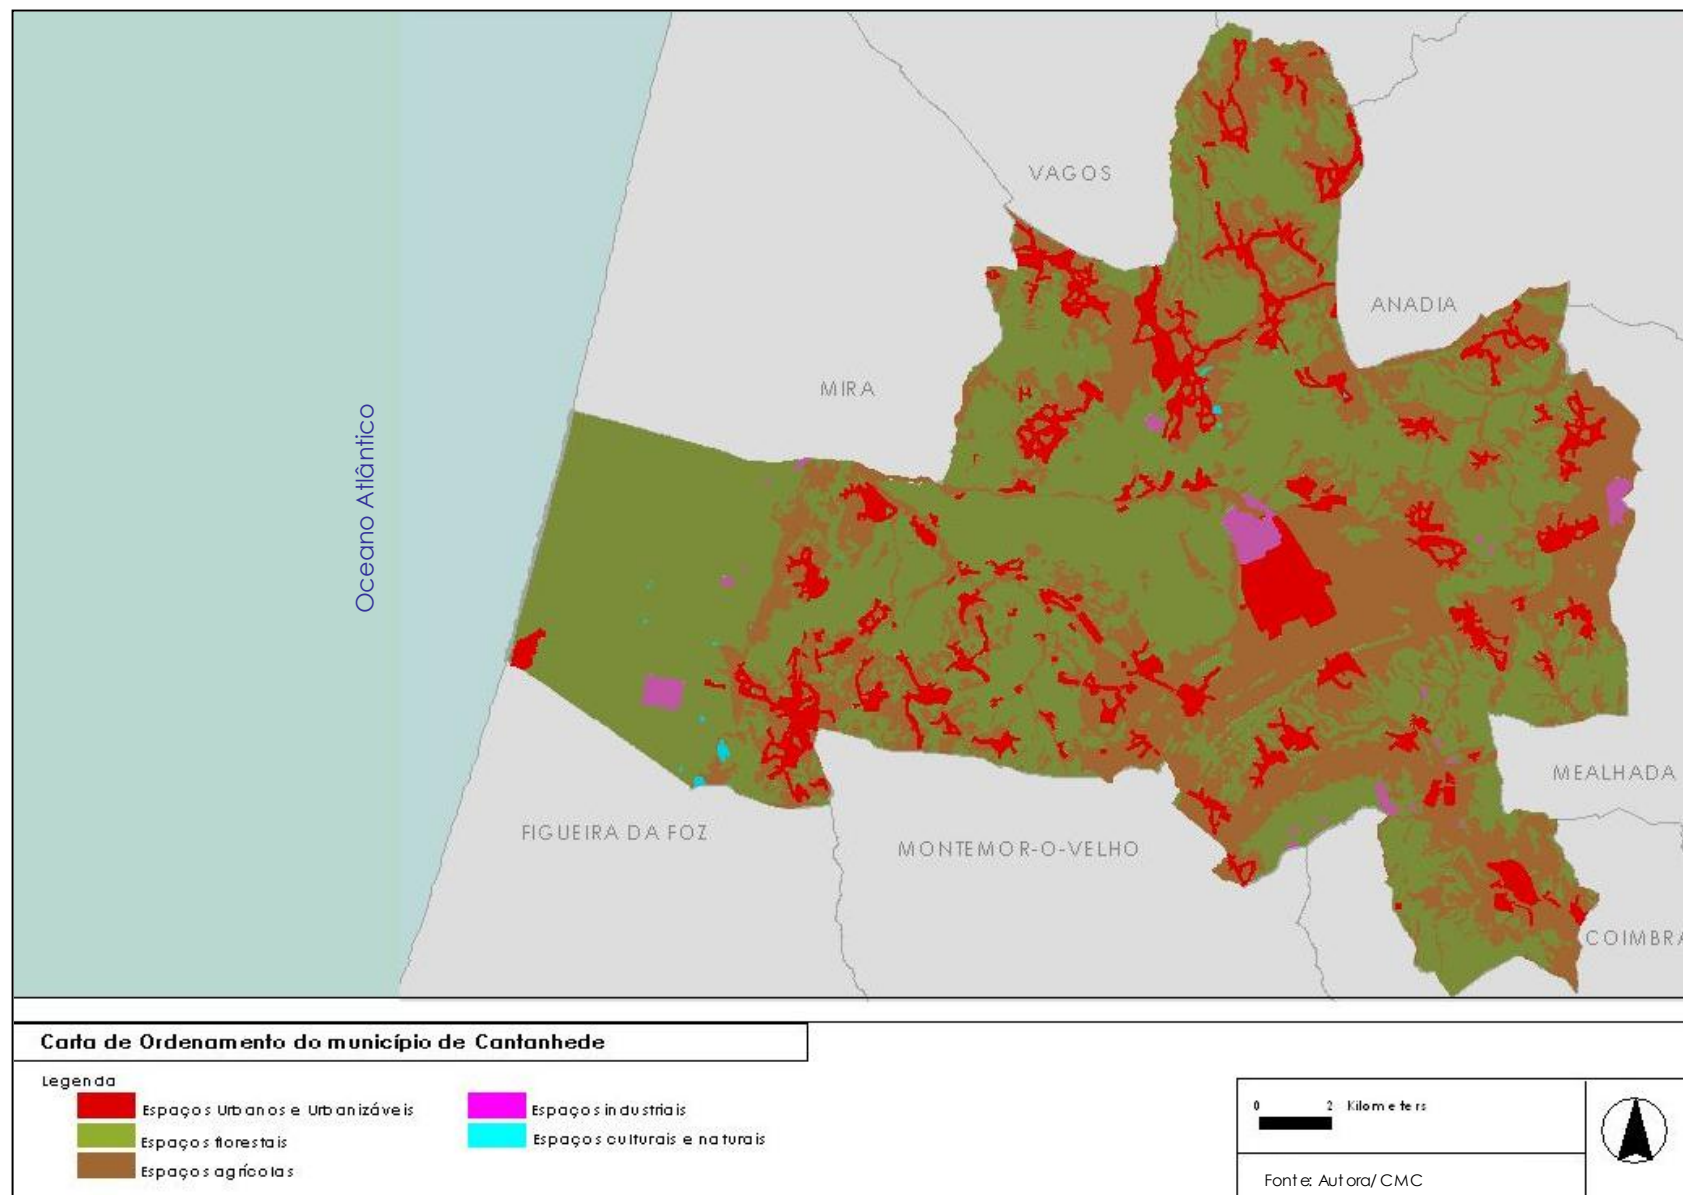 VAGOS
ANADIA
MIRA
Oceano Atlântico
MEALHADA
FIGUEIRA DA FOZ
MONTEMOR-O-VELHO
COIMBRA
Carta de Ordenamento do município de Cantanhede
Legenda
Espaços Urbanos e Urbanizáveis
Espaços florestais
Espaços agrícolas
Espaços industriais
Espaços culturais e naturais
0 2 Kilometers
Fonte: Autora/CMC